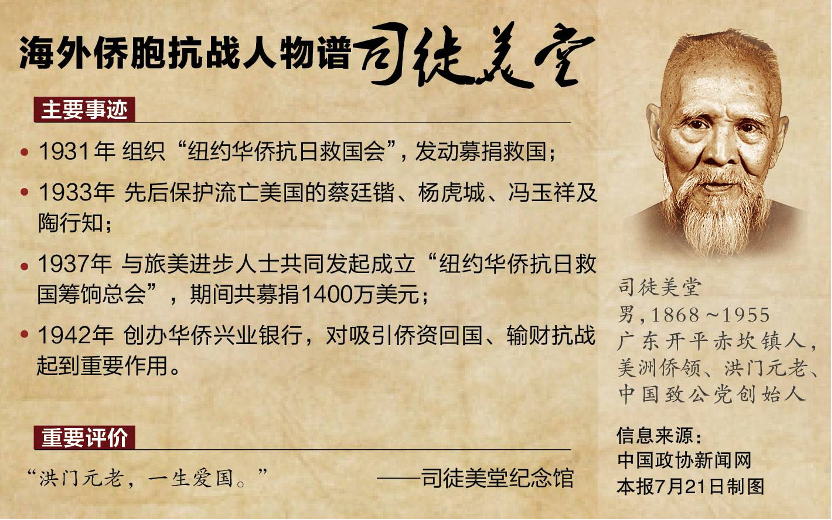 海外侨胞抗战人物谱 司徒美堂
主要事迹
• 1931年 组织“纽约华侨抗日救国会”，发动募捐救国；
• 1933年 先后保护流亡美国的蔡廷锴、杨虎城、冯玉祥及
陶行知；
• 1937年 与旅美进步人士共同发起成立“纽约华侨抗日救
国筹饷总会”，期间共募捐1400万美元；
• 1942年 创办华侨兴业银行，对吸引侨资回国、输财抗战
起到重要作用。
重要评价
“洪门元老，一生爱国。” ——司徒美堂纪念馆
司徒美堂
男，1868～1955
广东开平赤坎镇人，
美洲侨领、洪门元老、
中国致公党创始人
信息来源：
中国政协新闻网
本报7月21日制图